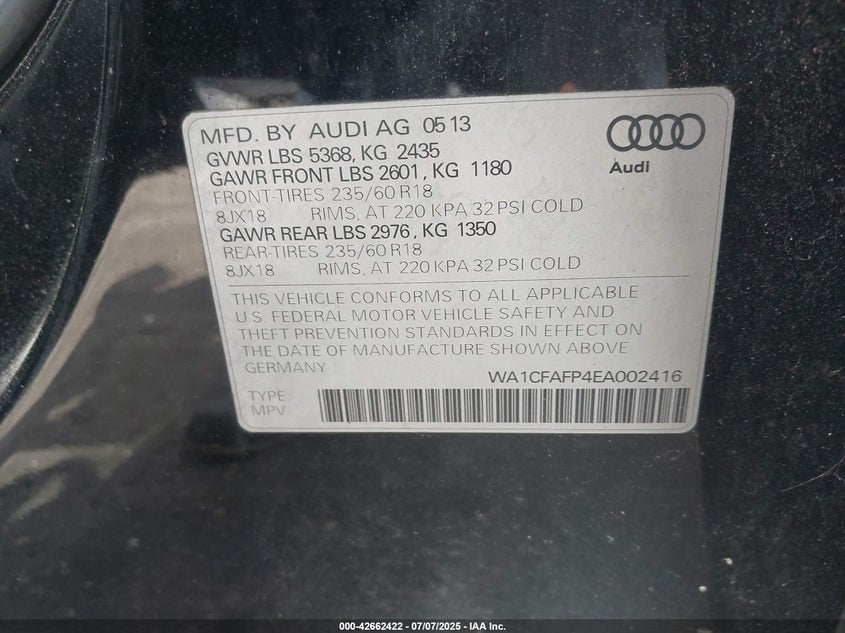 MFD. BY AUDI AG 05 13
GVWR LBS 5368, KG 2435
GAWR FRONT LBS 2601, KG 1180
FRONT-TIRES 235/60 R18
8JX18 RIMS, AT 220 KPA 32 PSI COLD
GAWR REAR LBS 2976, KG 1350
REAR-TIRES 235/60 R18
8JX18 RIMS, AT 220 KPA 32 PSI COLD
Audi
THIS VEHICLE CONFORMS TO ALL APPLICABLE
U.S. FEDERAL MOTOR VEHICLE SAFETY AND
THEFT PREVENTION STANDARDS IN EFFECT ON
THE DATE OF MANUFACTURE SHOWN ABOVE
GERMANY
WA1CFAFP4EA002416
TYPE:
MPV
000-42662422 - 07/07/2025 - IAA, Inc.